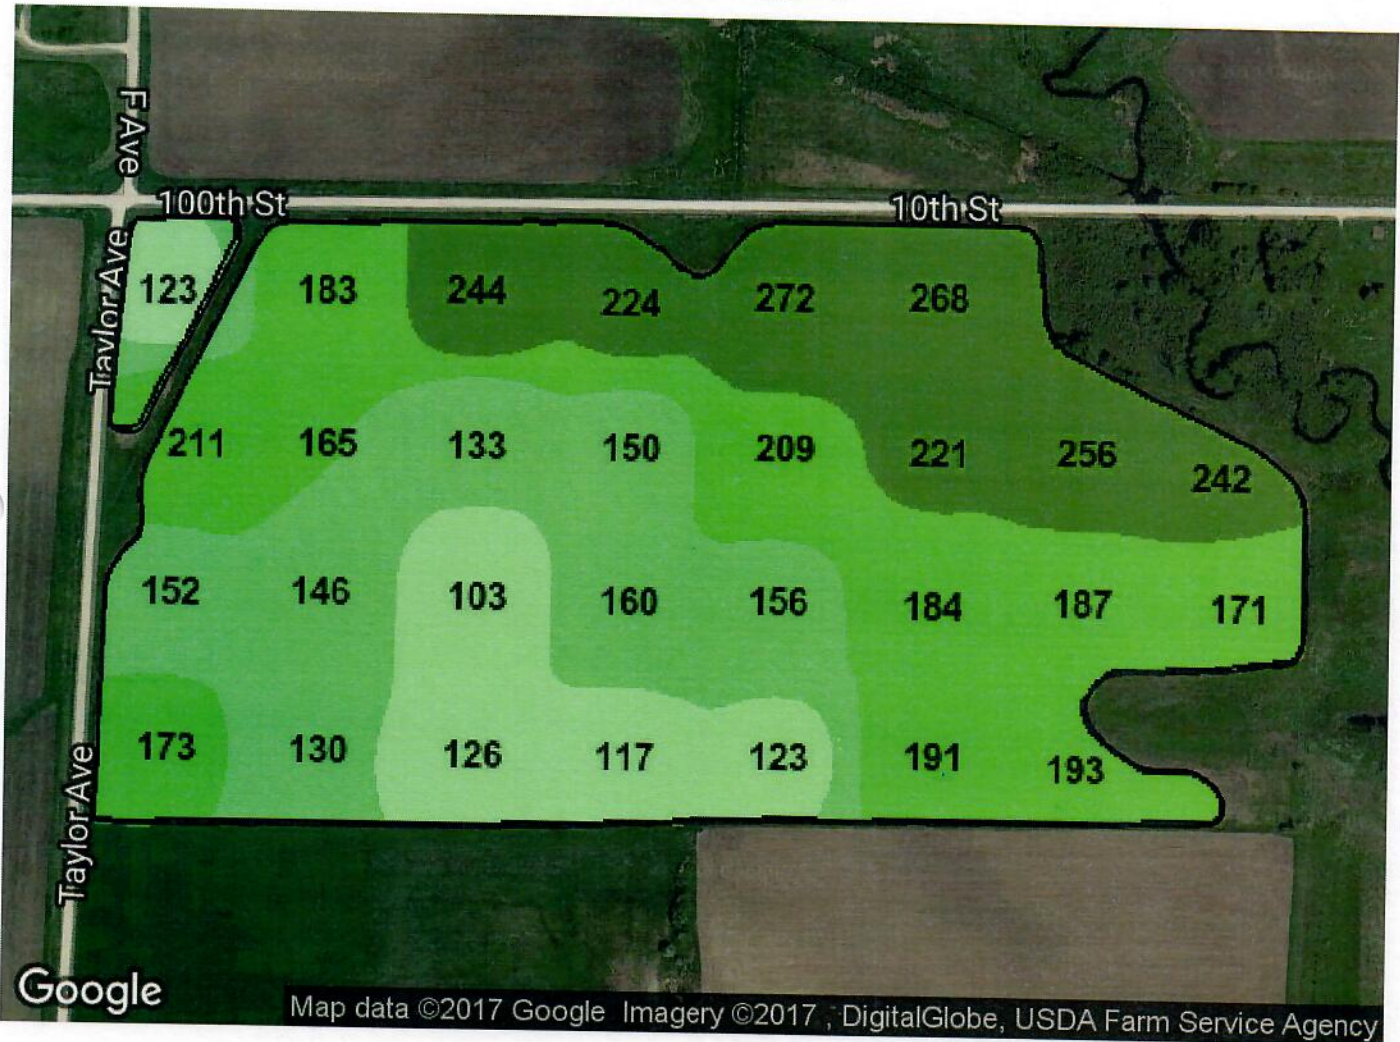 F Ave
100th St
10th St
Taylor Ave
123 183 244 224 272 268
211 165 133 150 209 221 256 242
152 146 103 160 156 184 187 171
173 130 126 117 123 191 193
Taylor Ave
Google
Map data ©2017 Google Imagery ©2017 , DigitalGlobe, USDA Farm Service Agency